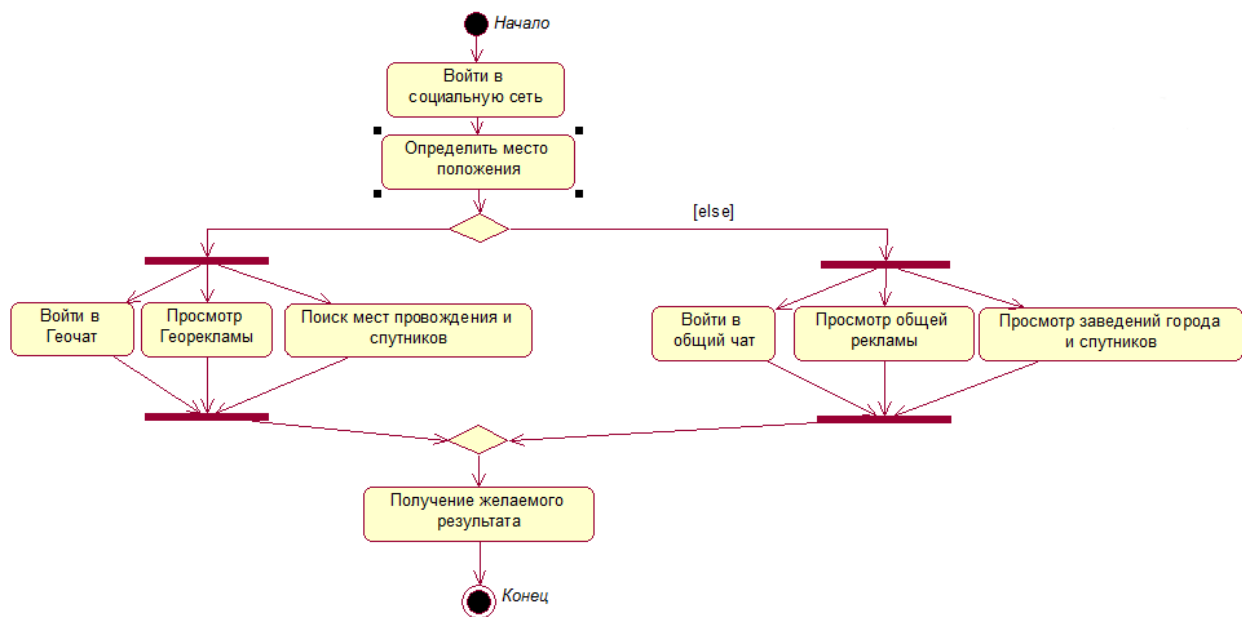 Начало
Войти в
социальную сеть
Определить место
положения
[else]
Войти в
Геочат
Просмотр
Георекламы
Поиск мест провождения и
спутников
Войти в
общий чат
Просмотр общей
рекламы
Просмотр заведений города
и спутников
Получение желаемого
результата
Конец